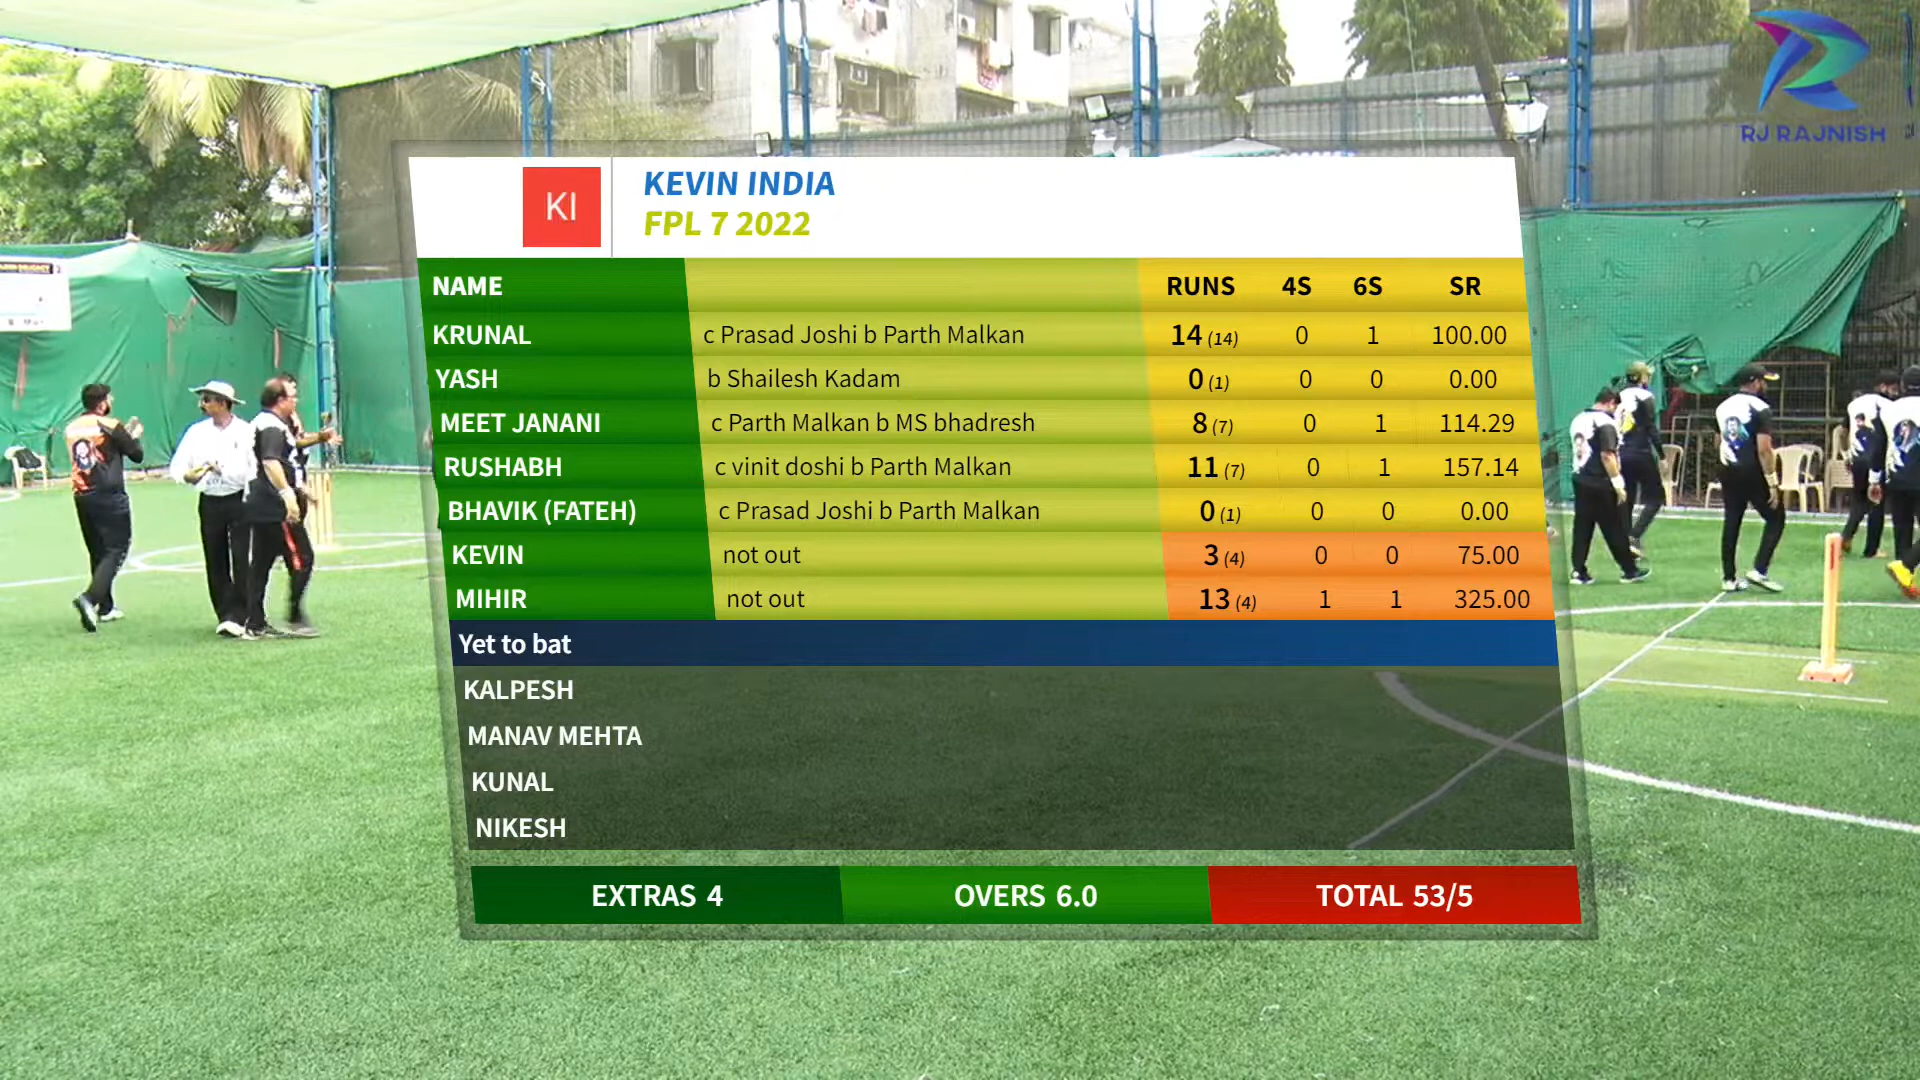 RJ RAJNISH
KI
KEVIN INDIA
FPL 7 2022
NAME RUNS 4S 6S SR
KRUNAL c Prasad Joshi b Parth Malkan 14 (14) 0 1 100.00
YASH b Shailesh Kadam 0 (1) 0 0 0.00
MEET JANANI c Parth Malkan b MS bhadresh 8 (7) 0 1 114.29
RUSHABH c vinit doshi b Parth Malkan 11 (7) 0 1 157.14
BHAVIK (FATEH) c Prasad Joshi b Parth Malkan 0 (1) 0 0 0.00
KEVIN not out 3 (4) 0 0 75.00
MIHIR not out 13 (4) 1 1 325.00
Yet to bat
KALPESH
MANAV MEHTA
KUNAL
NIKESH
EXTRAS 4 OVERS 6.0 TOTAL 53/5